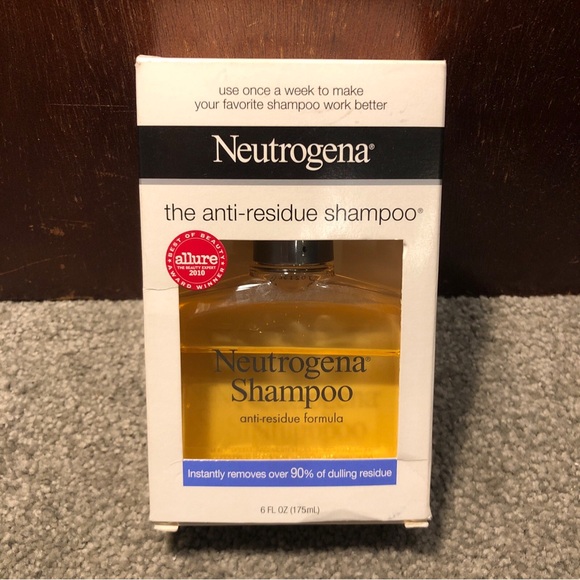 use once a week to make
your favorite shampoo work better
Neutrogena®
the anti-residue shampoo®
BEST OF BEAUTY
allure
THE BEAUTY EXPERT
2010
AWARD WINNER
Neutrogena®
Shampoo
anti-residue formula
Instantly removes over 90% of dulling residue
6 FL OZ (175mL)